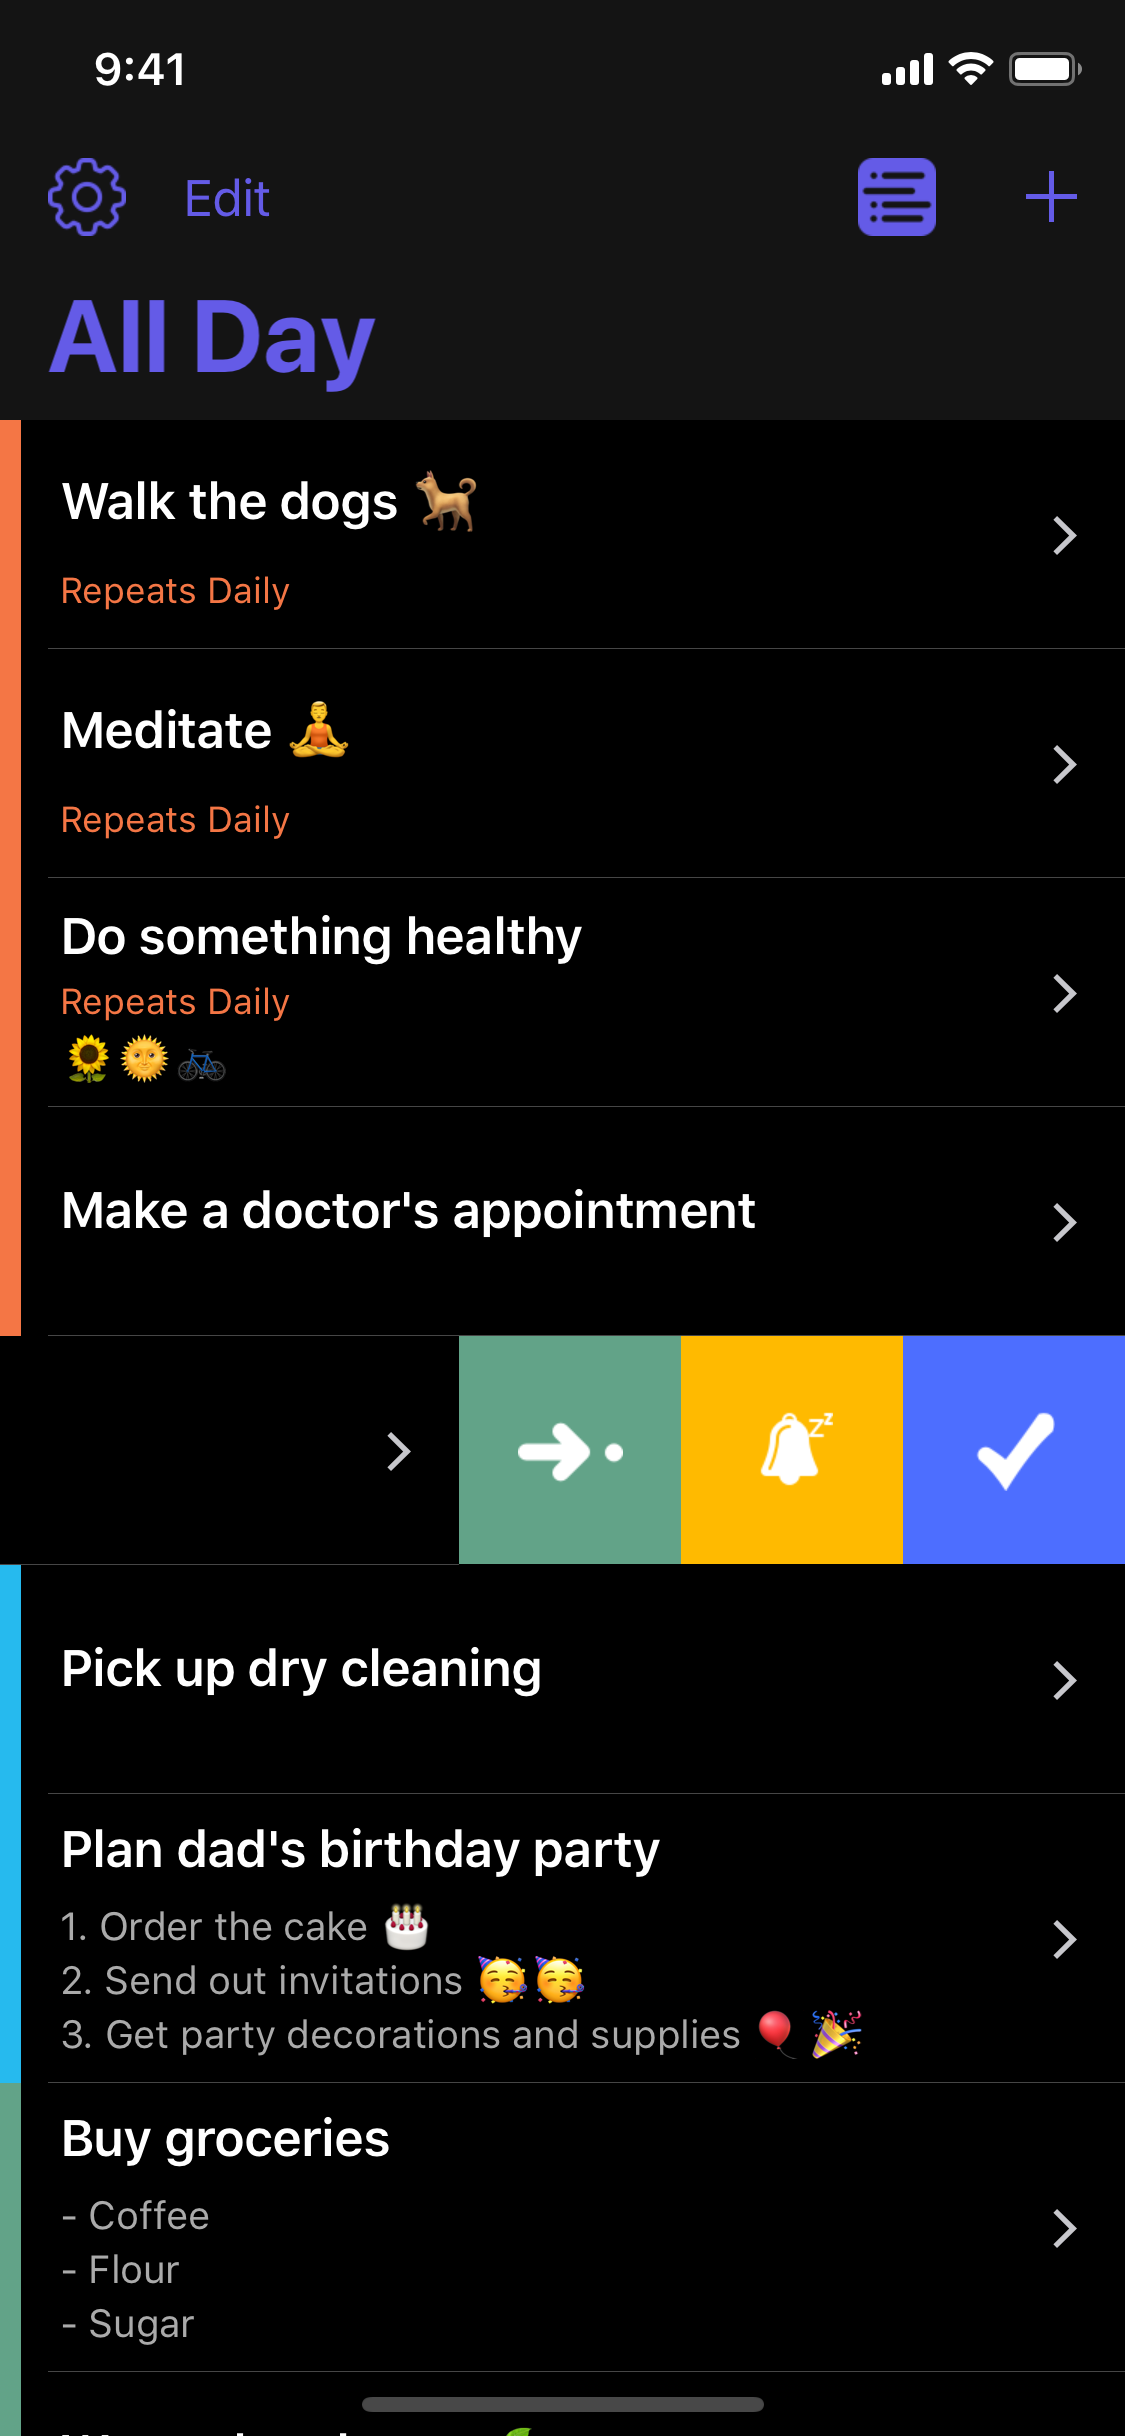 9:41
Edit
All Day
Walk the dogs 🐕
Repeats Daily
Meditate 🧘
Repeats Daily
Do something healthy
Repeats Daily
🌻🌞🚲
Make a doctor's appointment
zz
Pick up dry cleaning
Plan dad's birthday party
1. Order the cake 🎂
2. Send out invitations 🥳🥳
3. Get party decorations and supplies 🎈🎉
Buy groceries
- Coffee
- Flour
- Sugar